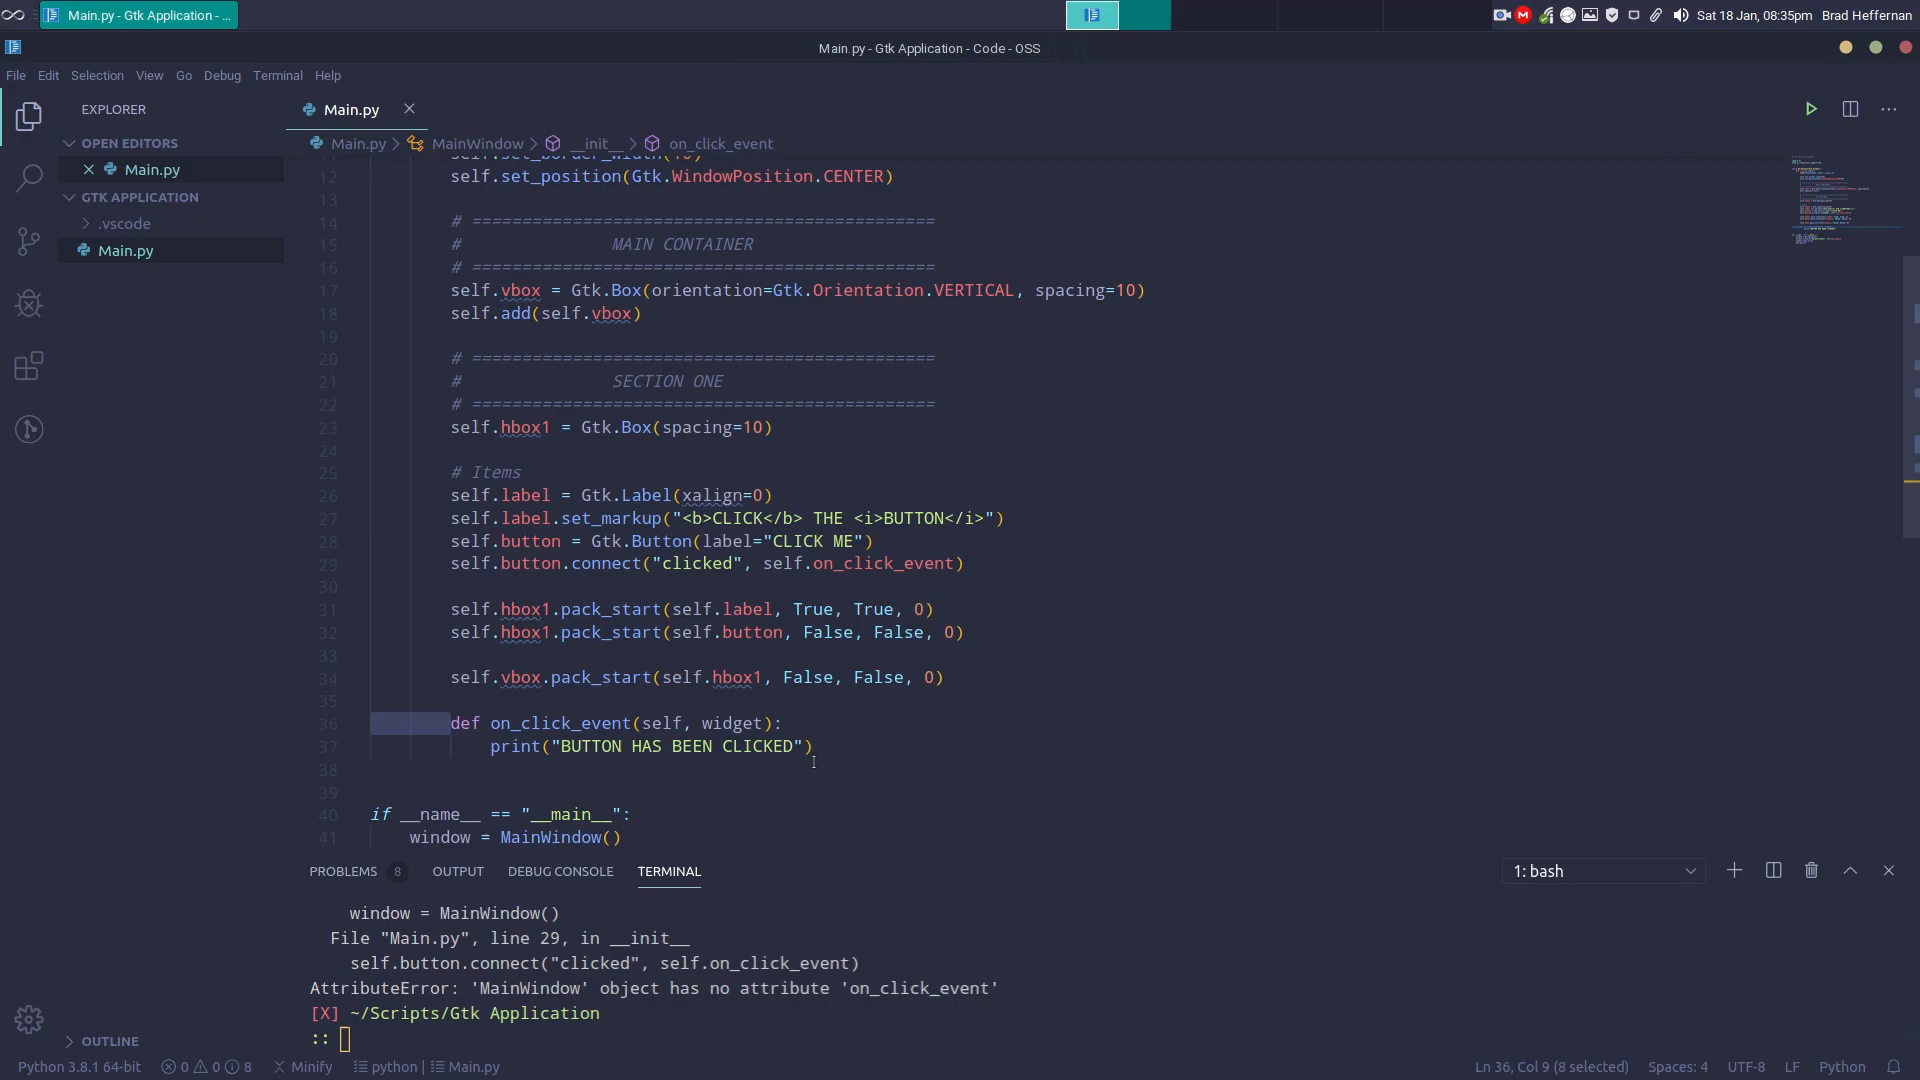 Main.py - Gtk Application - ...
Sat 18 Jan, 08:35pm Brad Heffernan
Main.py - Gtk Application - Code - OSS
File Edit Selection View Go Debug Terminal Help
EXPLORER
OPEN EDITORS
Main.py
GTK APPLICATION
.vscode
Main.py
OUTLINE
Main.py
Main.py > MainWindow > __init__ > on_click_event
11 self.set_border_width(10)
12 self.set_position(Gtk.WindowPosition.CENTER)
13
14 # ==============================================
15 # MAIN CONTAINER
16 # ==============================================
17 self.vbox = Gtk.Box(orientation=Gtk.Orientation.VERTICAL, spacing=10)
18 self.add(self.vbox)
19
20 # ==============================================
21 # SECTION ONE
22 # ==============================================
23 self.hbox1 = Gtk.Box(spacing=10)
24
25 # Items
26 self.label = Gtk.Label(xalign=0)
27 self.label.set_markup("<b>CLICK</b> THE <i>BUTTON</i>")
28 self.button = Gtk.Button(label="CLICK ME")
29 self.button.connect("clicked", self.on_click_event)
30
31 self.hbox1.pack_start(self.label, True, True, 0)
32 self.hbox1.pack_start(self.button, False, False, 0)
33
34 self.vbox.pack_start(self.hbox1, False, False, 0)
35
36 def on_click_event(self, widget):
37 print("BUTTON HAS BEEN CLICKED")
38
39
40 if __name__ == "__main__":
41 window = MainWindow()
PROBLEMS 8 OUTPUT DEBUG CONSOLE TERMINAL 1: bash
window = MainWindow()
File "Main.py", line 29, in __init__
self.button.connect("clicked", self.on_click_event)
AttributeError: 'MainWindow' object has no attribute 'on_click_event'
[X] ~/Scripts/Gtk Application
::
Python 3.8.1 64-bit 0 0 8 Minify python | Main.py Ln 36, Col 9 (8 selected) Spaces: 4 UTF-8 LF Python